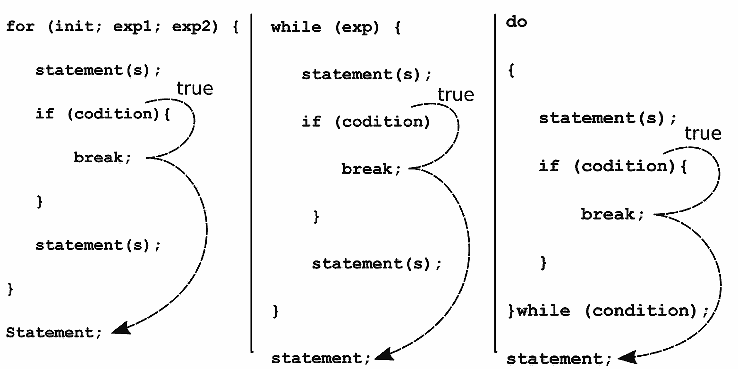 for (init; exp1; exp2) {
statement(s);
true
if (codition){
break;
}
statement(s);
}
Statement;
while (exp) {
statement(s);
true
if (codition)
break;
}
statement(s);
}
statement;
do
{
statement(s);
true
if (codition){
break;
}
}while (condition);
statement;